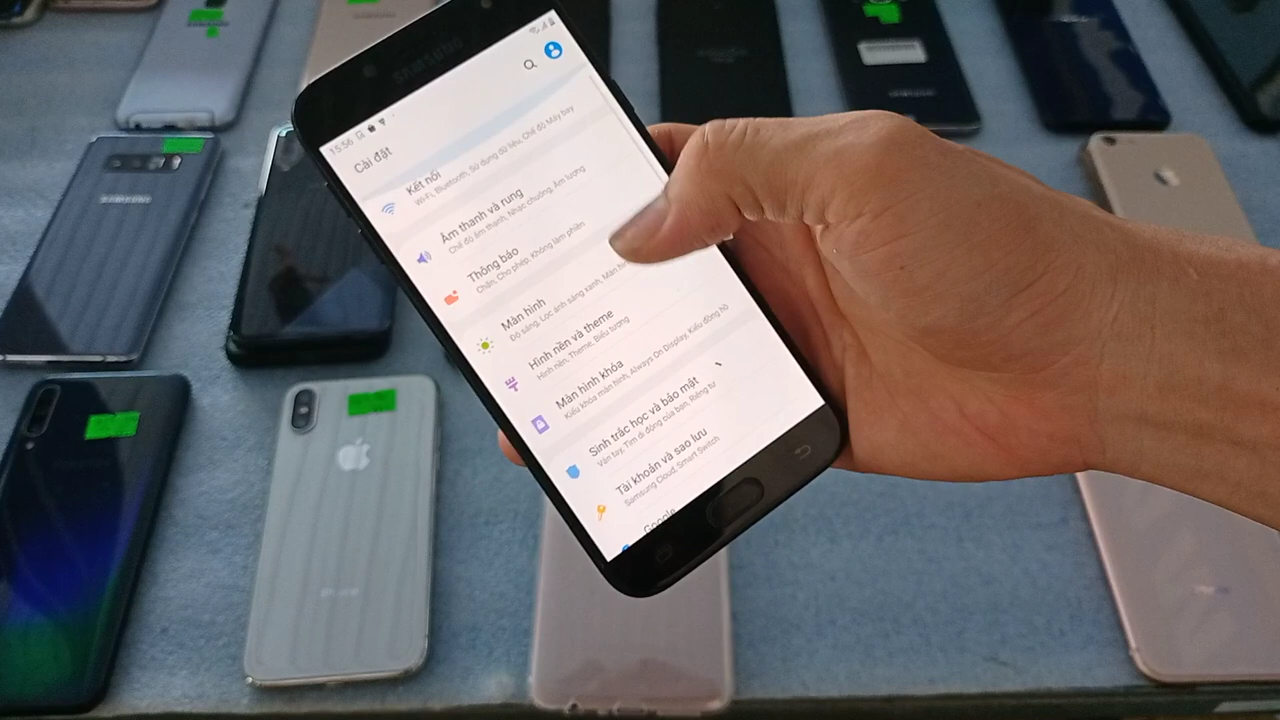 SAMSUNG
15:56
Cài đặt
Kết nối
Wi-Fi, Bluetooth, Sử dụng dữ liệu, Chế độ Máy bay
Âm thanh và rung
Chế độ âm thanh, Nhạc chuông, Âm lượng
Thông báo
Chặn, Cho phép, Không làm phiền
Màn hình
Độ sáng, Lọc ánh sáng xanh, Màn
Hình nền và theme
Hình nền, Theme, Biểu tượng
Màn hình khóa
Kiểu khóa màn hình, Always On Display, Kiểu đồng hồ
Sinh trắc học và bảo mật
Vân tay, Tìm di động của bạn, Riêng tư
Tài khoản và sao lưu
Samsung Cloud, Smart Switch
Google
SAMSUNG